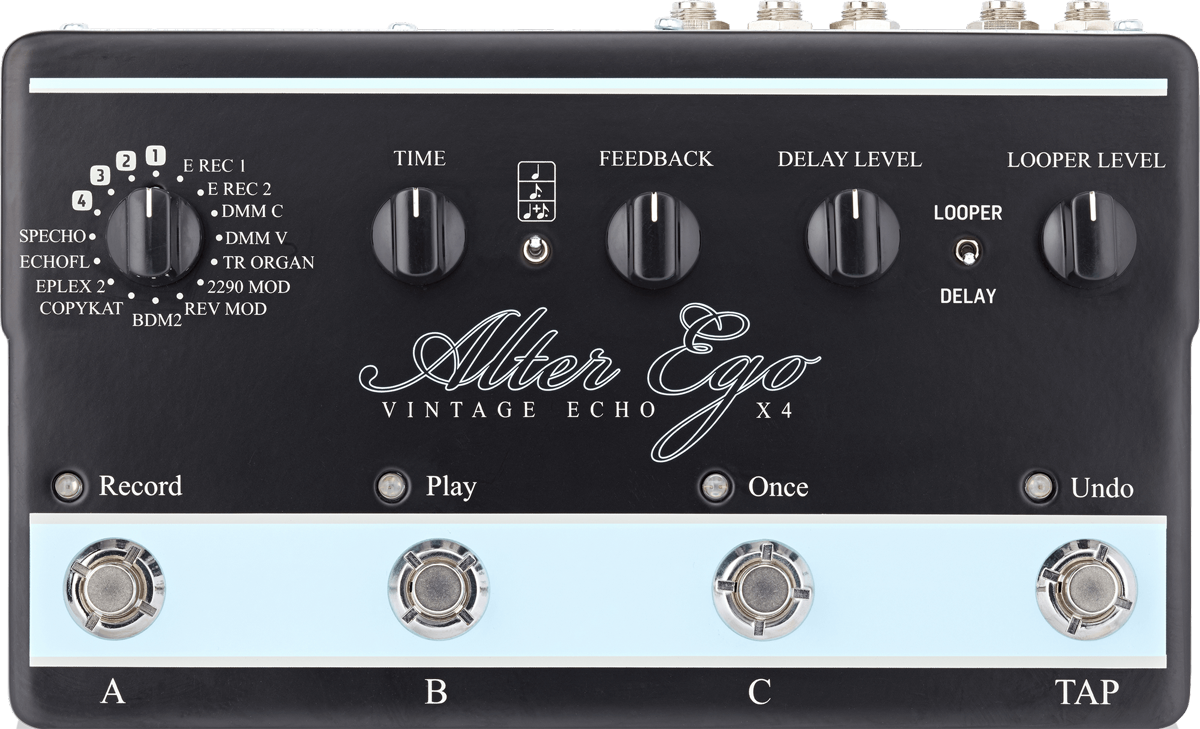 1
2
3
4
E REC 1
E REC 2
DMM C
DMM V
TR ORGAN
2290 MOD
REV MOD
BDM2
COPYKAT
EPLEX 2
ECHOFL
SPECHO
TIME
FEEDBACK
DELAY LEVEL
LOOPER
DELAY
LOOPER LEVEL
Alter Ego
VINTAGE ECHO X4
Record
Play
Once
Undo
A
B
C
TAP